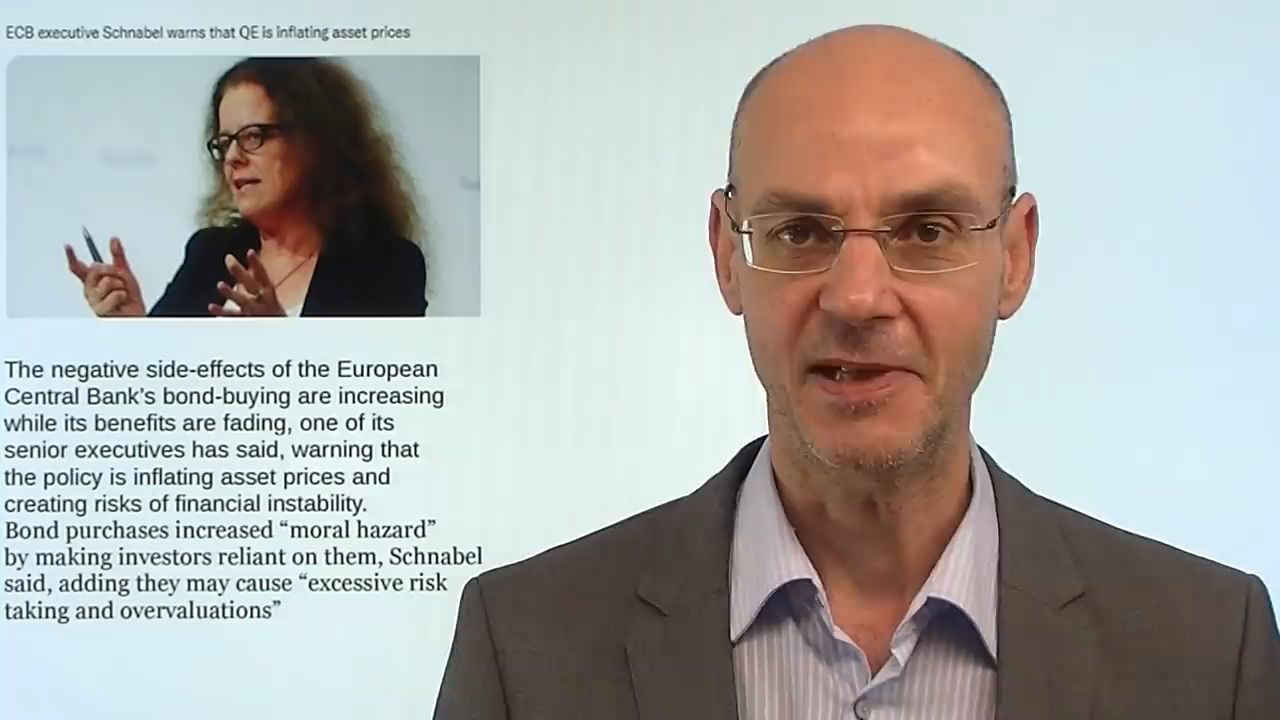 ECB executive Schnabel warns that QE is inflating asset prices
The negative side-effects of the European
Central Bank's bond-buying are increasing
while its benefits are fading, one of its
senior executives has said, warning that
the policy is inflating asset prices and
creating risks of financial instability.
Bond purchases increased “moral hazard”
by making investors reliant on them, Schnabel
said, adding they may cause “excessive risk
taking and overvaluations”